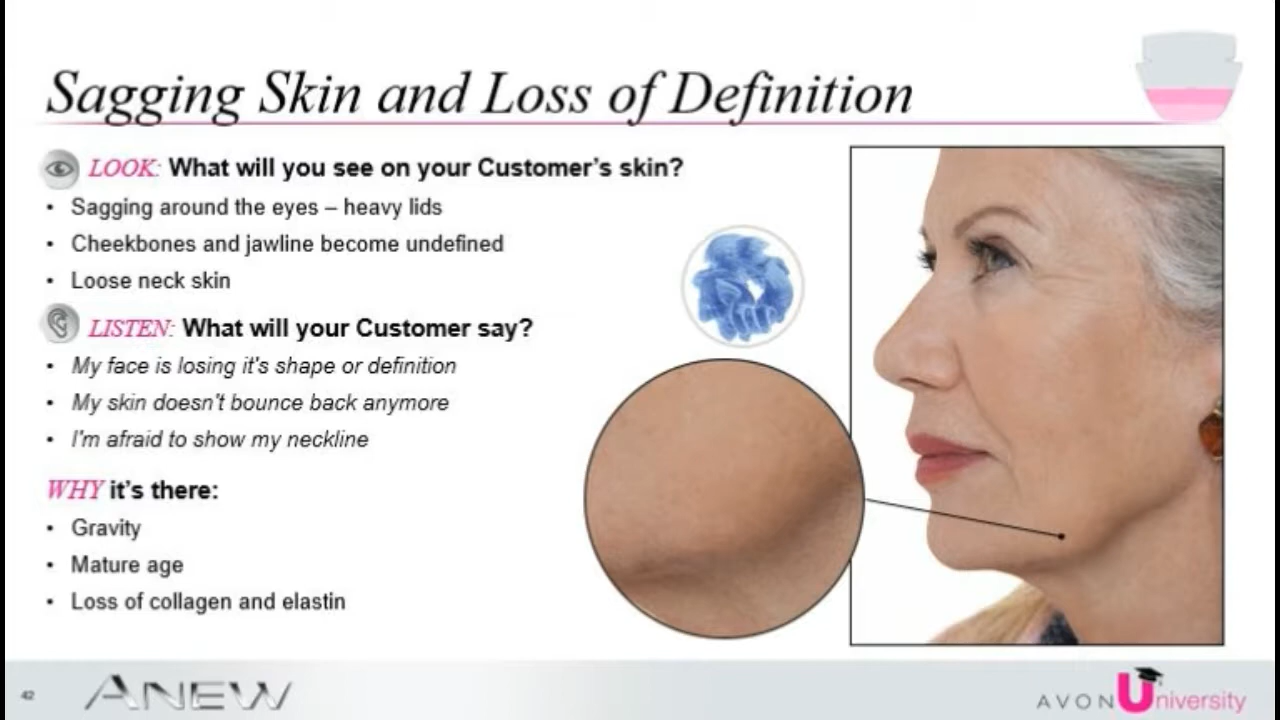 Sagging Skin and Loss of Definition
LOOK: What will you see on your Customer's skin?
• Sagging around the eyes – heavy lids
• Cheekbones and jawline become undefined
• Loose neck skin
LISTEN: What will your Customer say?
• My face is losing it's shape or definition
• My skin doesn't bounce back anymore
• I'm afraid to show my neckline
WHY it's there:
• Gravity
• Mature age
• Loss of collagen and elastin
42
ANEW
AVON University